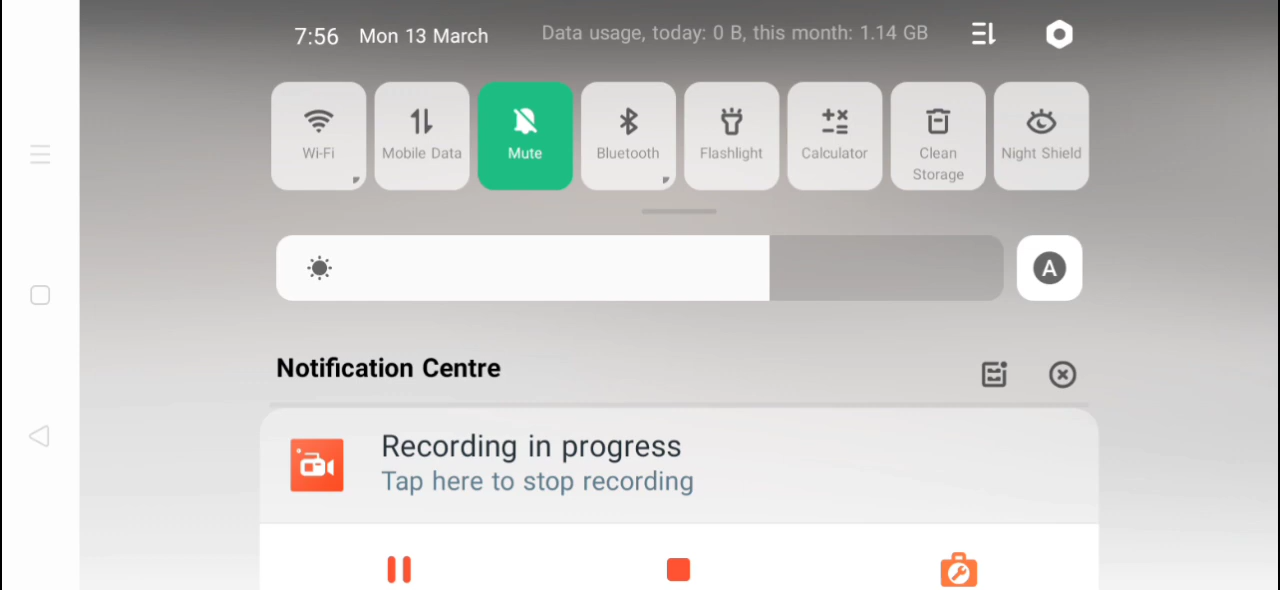 7:56 Mon 13 March Data usage, today: 0 B, this month: 1.14 GB
Wi-Fi Mobile Data Mute Bluetooth Flashlight Calculator Clean Storage Night Shield
A
Notification Centre
Recording in progress
Tap here to stop recording